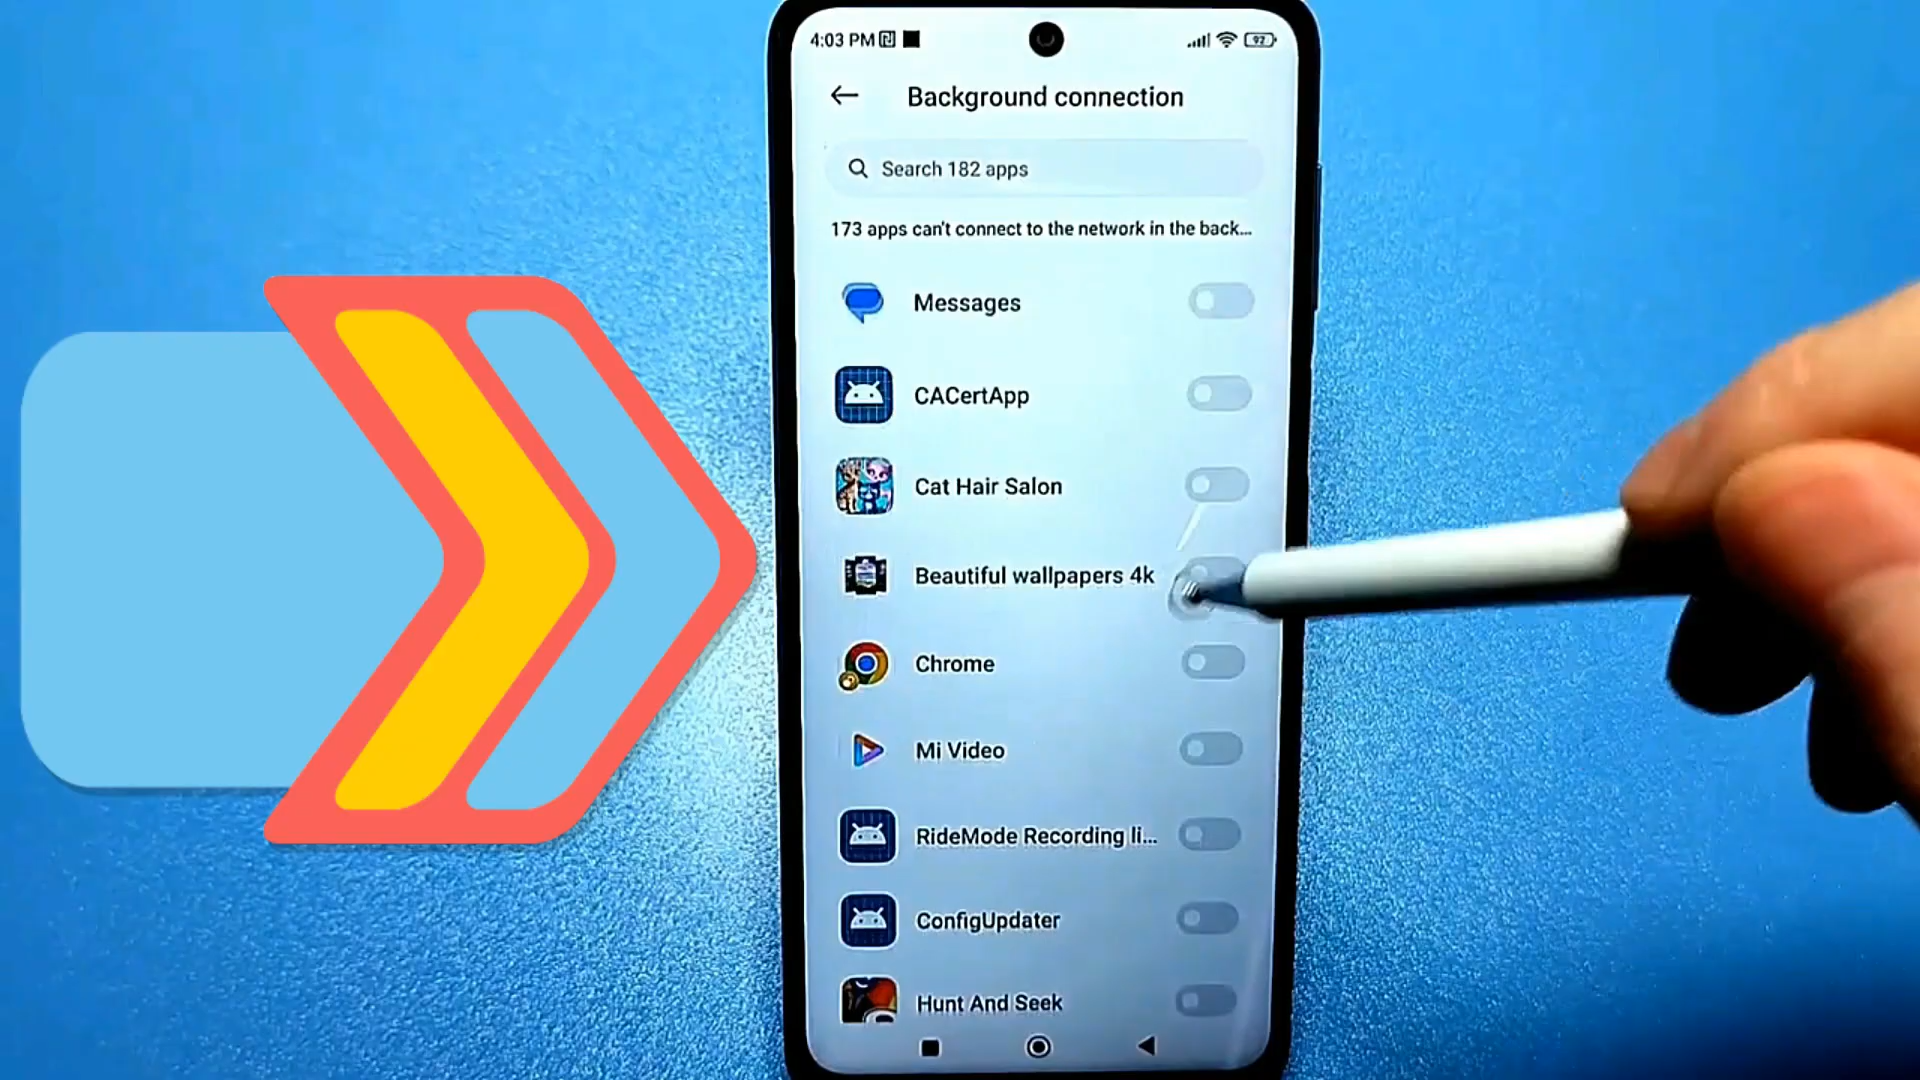 4:03 PM
92
Background connection
Search 182 apps
173 apps can't connect to the network in the back...
Messages
CACertApp
Cat Hair Salon
Beautiful wallpapers 4k
Chrome
Mi Video
RideMode Recording li...
ConfigUpdater
Hunt And Seek